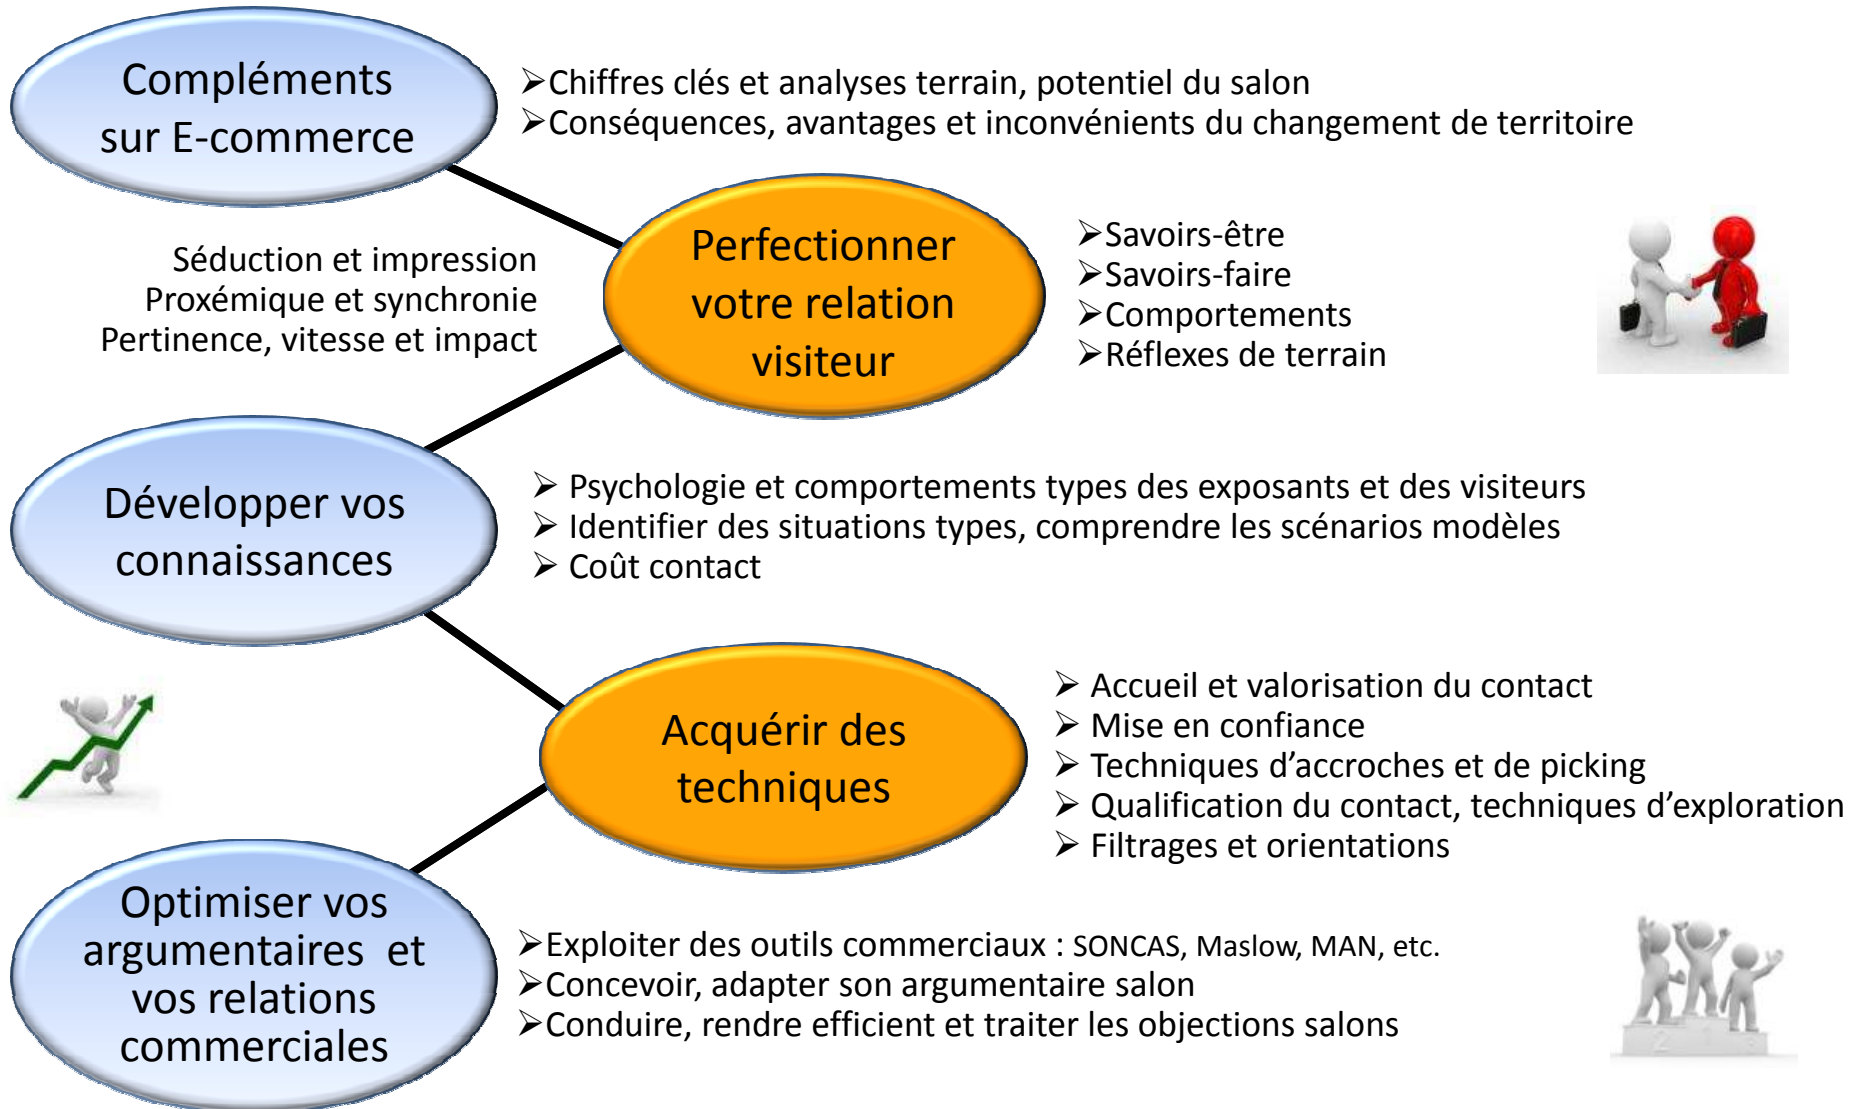 Compléments
sur E-commerce
➢Chiffres clés et analyses terrain, potentiel du salon
➢Conséquences, avantages et inconvénients du changement de territoire
Séduction et impression
Proxémique et synchronie
Pertinence, vitesse et impact
Perfectionner
votre relation
visiteur
➢Savoirs-être
➢Savoirs-faire
➢Comportements
➢Réflexes de terrain
Développer vos
connaissances
➢ Psychologie et comportements types des exposants et des visiteurs
➢ Identifier des situations types, comprendre les scénarios modèles
➢ Coût contact
Acquérir des
techniques
➢ Accueil et valorisation du contact
➢ Mise en confiance
➢ Techniques d’accroches et de picking
➢ Qualification du contact, techniques d’exploration
➢ Filtrages et orientations
Optimiser vos
argumentaires et
vos relations
commerciales
➢Exploiter des outils commerciaux : SONCAS, Maslow, MAN, etc.
➢Concevoir, adapter son argumentaire salon
➢Conduire, rendre efficient et traiter les objections salons
2 1 3